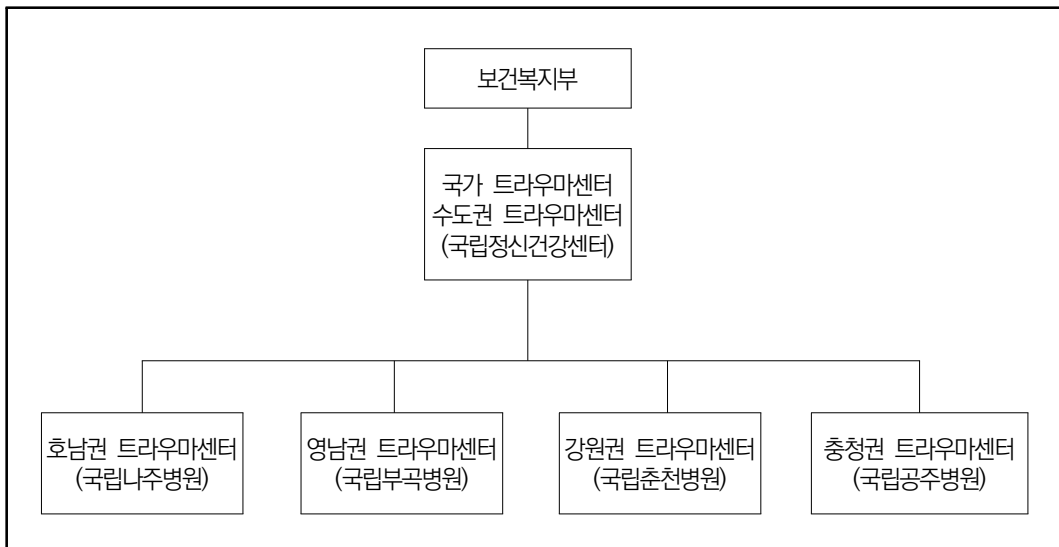 보건복지부
국가 트라우마센터
수도권 트라우마센터
(국립정신건강센터)
호남권 트라우마센터
(국립나주병원)
영남권 트라우마센터
(국립부곡병원)
강원권 트라우마센터
(국립춘천병원)
충청권 트라우마센터
(국립공주병원)